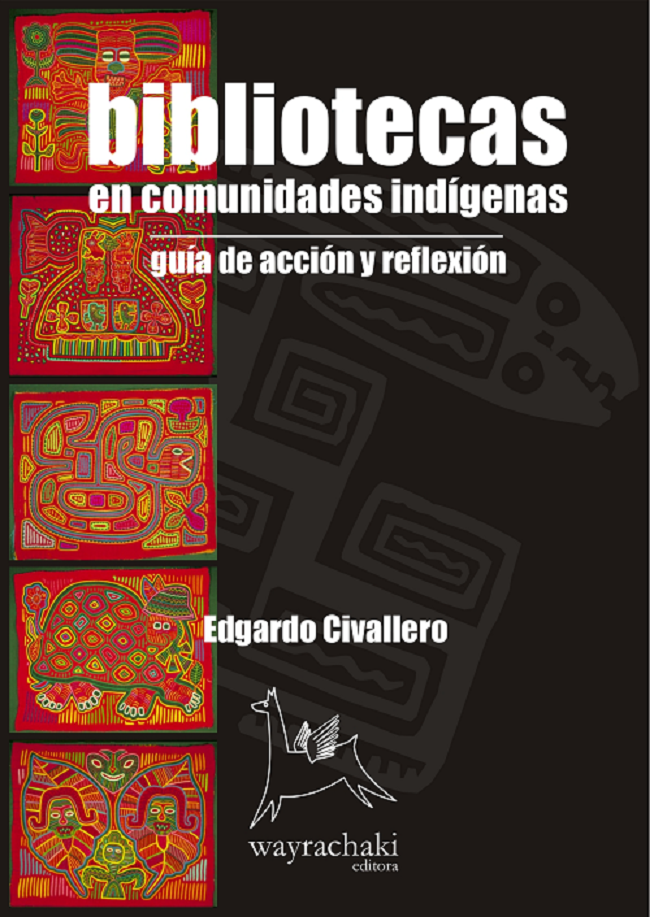 bibliotecas
en comunidades indígenas
guía de acción y reflexión
Edgardo Civallero
wayrachaki
editora